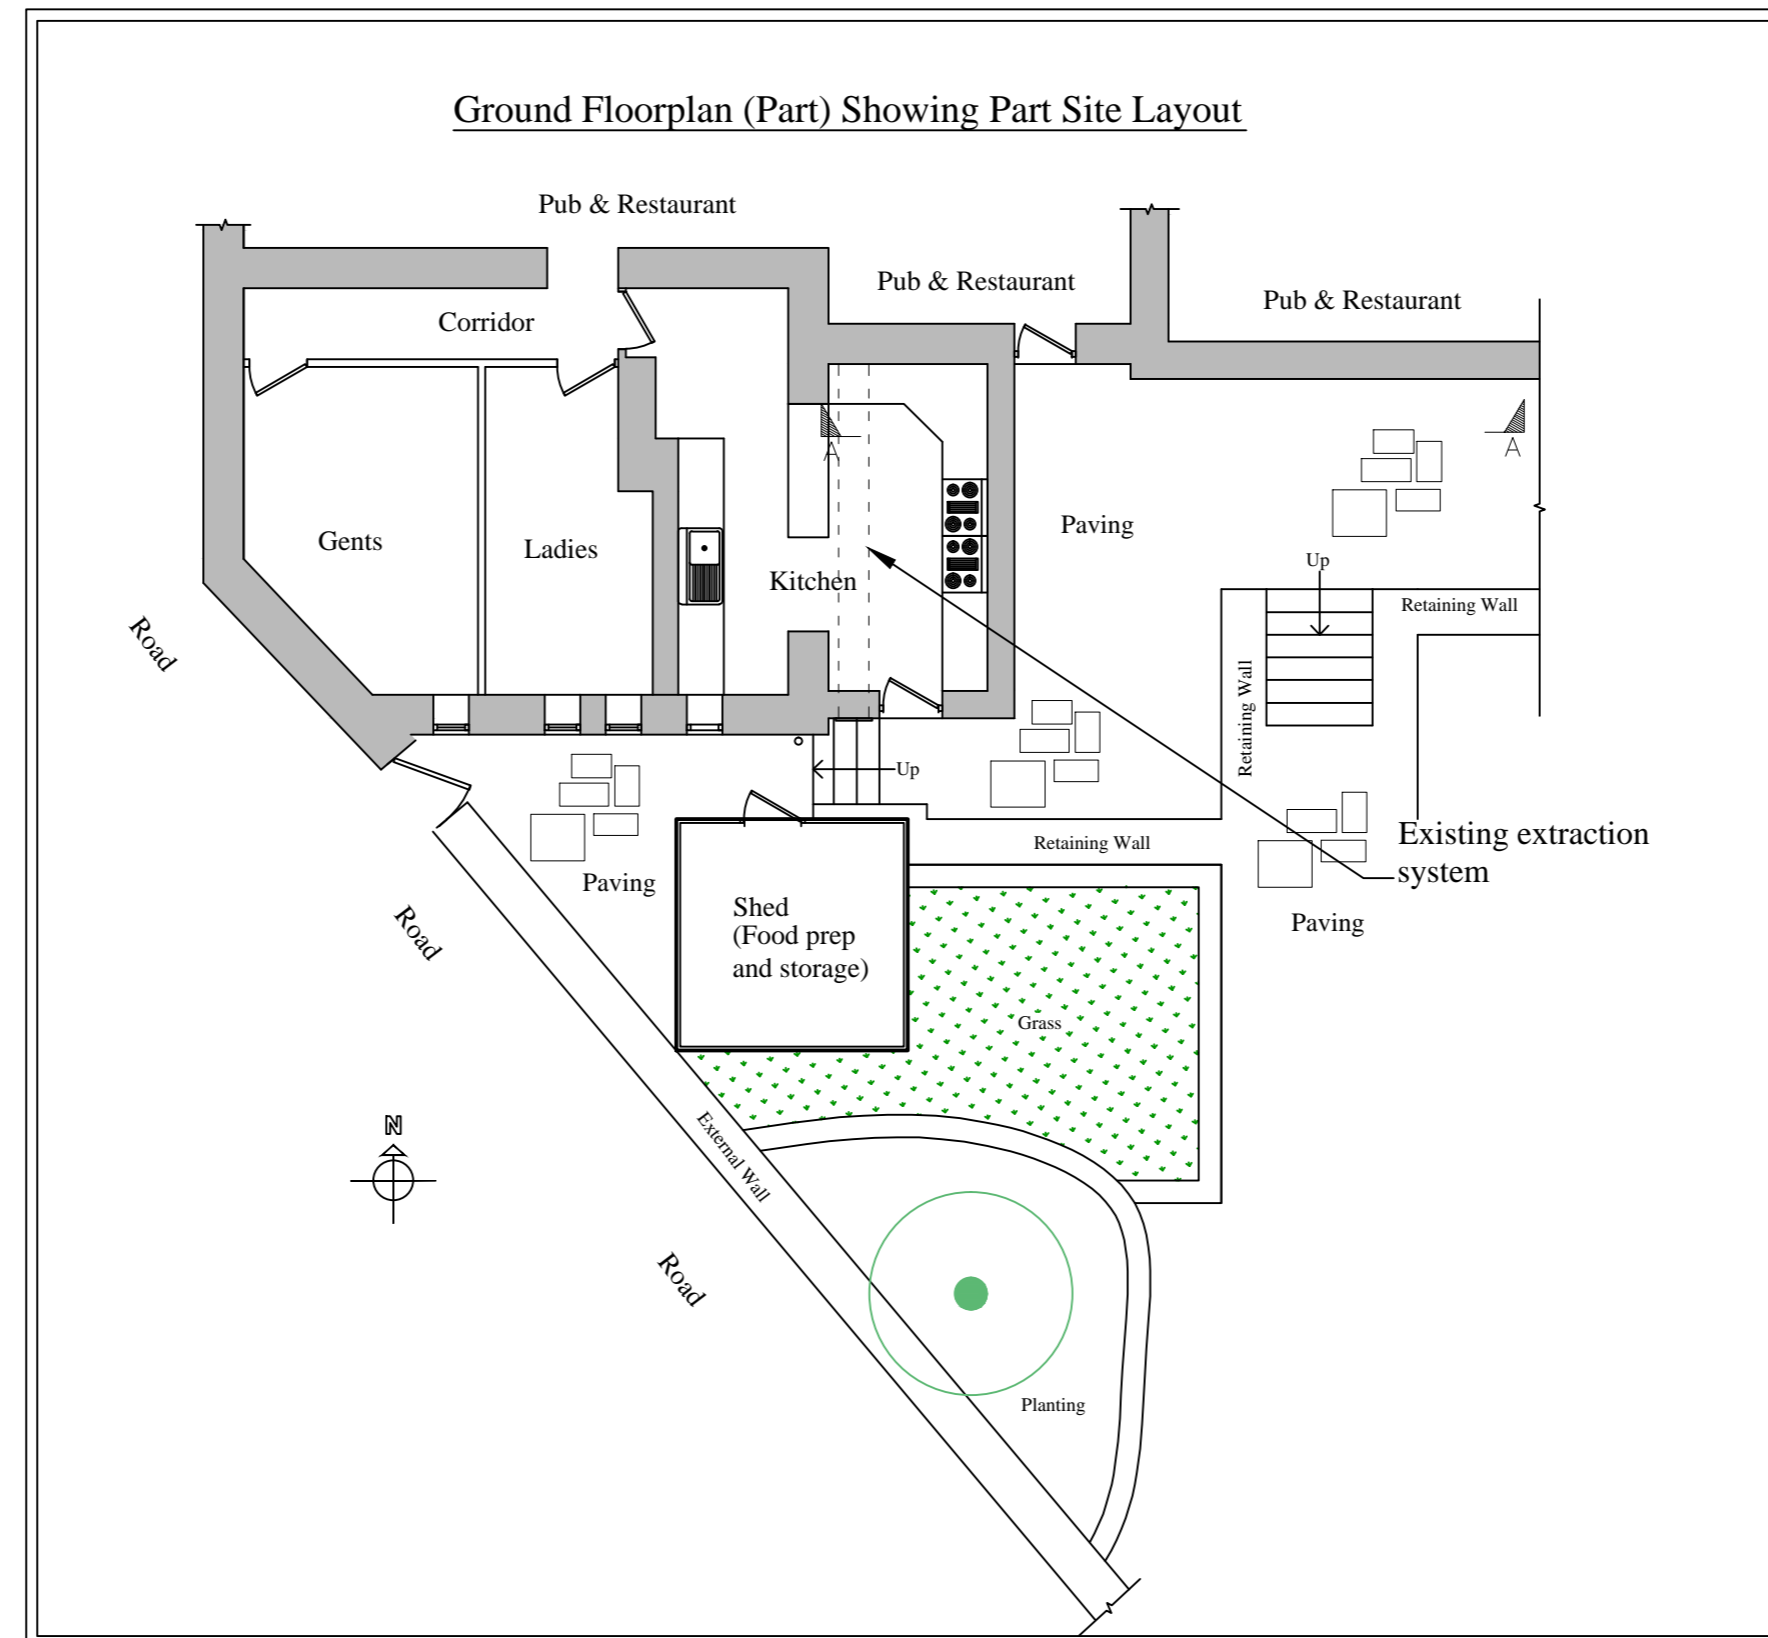 Ground Floorplan (Part) Showing Part Site Layout
Pub & Restaurant
Pub & Restaurant
Pub & Restaurant
Corridor
A
A
Gents
Ladies
Kitchen
Paving
Up
Retaining Wall
Road
Retaining Wall
Up
Existing extraction
system
Retaining Wall
Paving
Shed
(Food prep
and storage)
Paving
Road
Grass
N
External Wall
Road
Planting